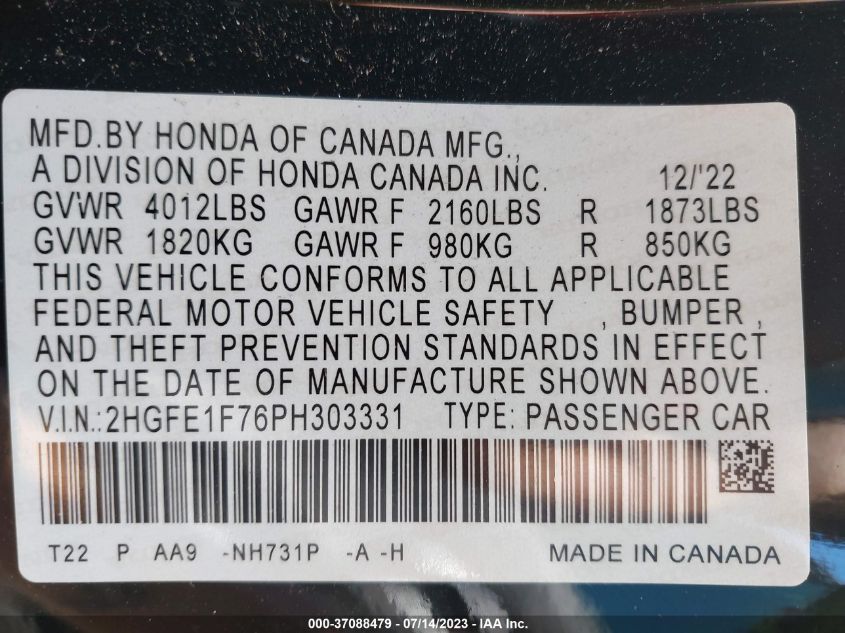 MFD.BY HONDA OF CANADA MFG.,
A DIVISION OF HONDA CANADA INC. 12/'22
GVWR 4012LBS GAWR F 2160LBS R 1873LBS
GVWR 1820KG GAWR F 980KG R 850KG
THIS VEHICLE CONFORMS TO ALL APPLICABLE
FEDERAL MOTOR VEHICLE SAFETY , BUMPER ,
AND THEFT PREVENTION STANDARDS IN EFFECT
ON THE DATE OF MANUFACTURE SHOWN ABOVE.
V.I.N.:2HGFE1F76PH303331 TYPE: PASSENGER CAR
T22 P AA9 -NH731P -A -H MADE IN CANADA
000-37088479 - 07/14/2023 - IAA Inc.